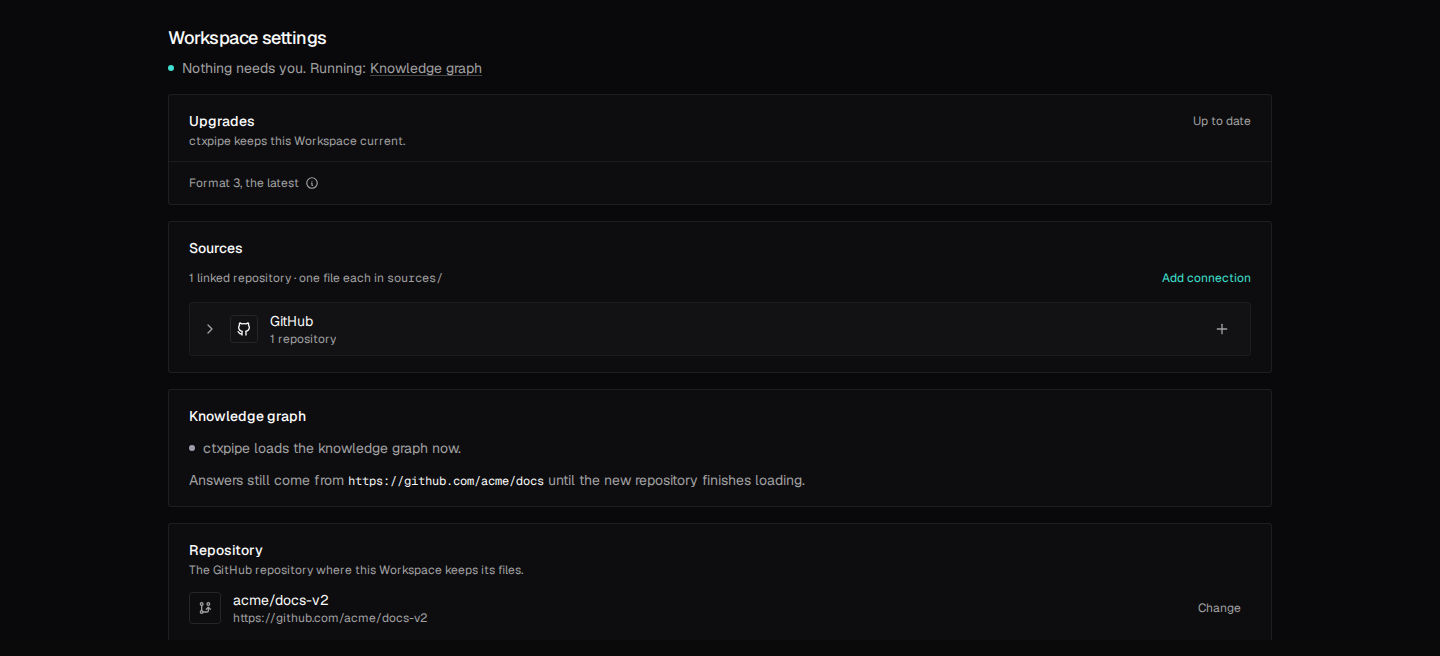 Workspace settings
Nothing needs you. Running: Knowledge graph
Upgrades
Up to date
ctxpipe keeps this Workspace current.
Format 3, the latest
Sources
1 linked repository · one file each in sources/
Add connection
GitHub
1 repository
Knowledge graph
ctxpipe loads the knowledge graph now.
Answers still come from https://github.com/acme/docs until the new repository finishes loading.
Repository
The GitHub repository where this Workspace keeps its files.
acme/docs-v2
https://github.com/acme/docs-v2
Change